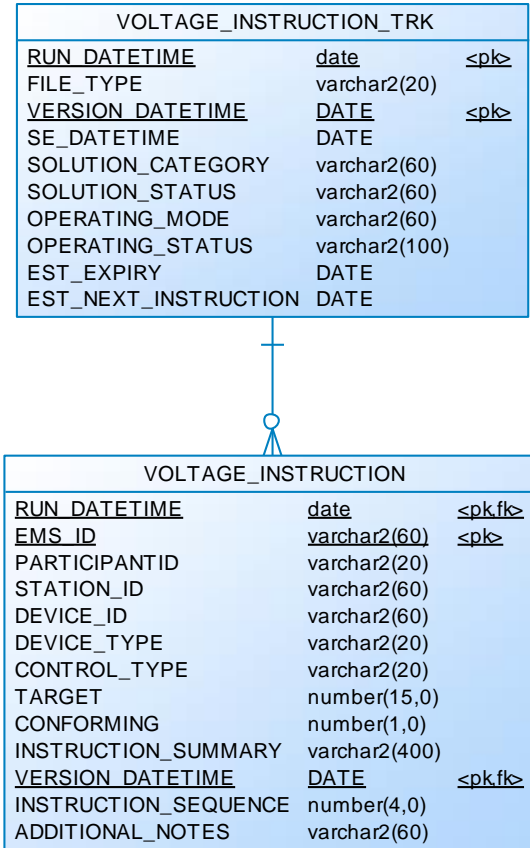 VOLTAGE_INSTRUCTION_TRK
RUN_DATETIME date <pk>
FILE_TYPE varchar2(20)
VERSION_DATETIME DATE <pk>
SE_DATETIME DATE
SOLUTION_CATEGORY varchar2(60)
SOLUTION_STATUS varchar2(60)
OPERATING_MODE varchar2(60)
OPERATING_STATUS varchar2(100)
EST_EXPIRY DATE
EST_NEXT_INSTRUCTION DATE
VOLTAGE_INSTRUCTION
RUN_DATETIME date <pk,fk>
EMS_ID varchar2(60) <pk>
PARTICIPANTID varchar2(20)
STATION_ID varchar2(60)
DEVICE_ID varchar2(60)
DEVICE_TYPE varchar2(20)
CONTROL_TYPE varchar2(20)
TARGET number(15,0)
CONFORMING number(1,0)
INSTRUCTION_SUMMARY varchar2(400)
VERSION_DATETIME DATE <pk,fk>
INSTRUCTION_SEQUENCE number(4,0)
ADDITIONAL_NOTES varchar2(60)